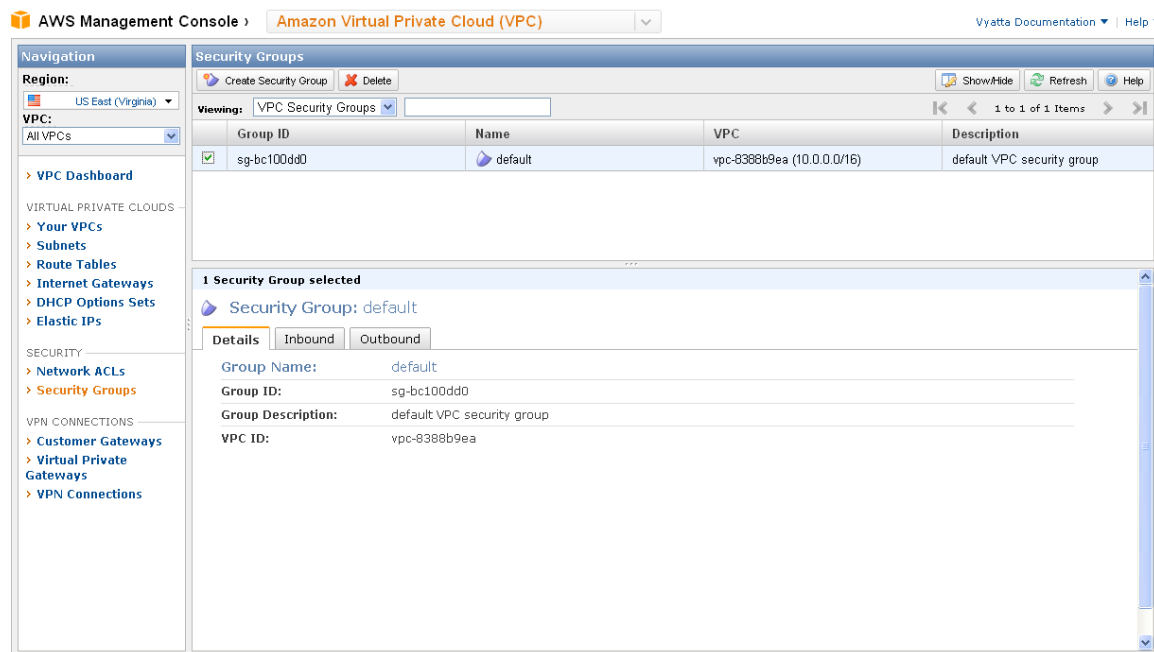 AWS Management Console › Amazon Virtual Private Cloud (VPC) Vyatta Documentation ▼ | Help
Navigation
Region:
US East (Virginia) ▼
VPC:
All VPCs
> VPC Dashboard
VIRTUAL PRIVATE CLOUDS
> Your VPCs
> Subnets
> Route Tables
> Internet Gateways
> DHCP Options Sets
> Elastic IPs
SECURITY
> Network ACLs
> Security Groups
VPN CONNECTIONS
> Customer Gateways
> Virtual Private
Gateways
> VPN Connections
Security Groups
Create Security Group Delete Show/Hide Refresh Help
Viewing: VPC Security Groups 1 to 1 of 1 Items
Group ID Name VPC Description
sg-bc100dd0 default vpc-8388b9ea (10.0.0.0/16) default VPC security group
1 Security Group selected
Security Group: default
Details Inbound Outbound
Group Name: default
Group ID: sg-bc100dd0
Group Description: default VPC security group
VPC ID: vpc-8388b9ea